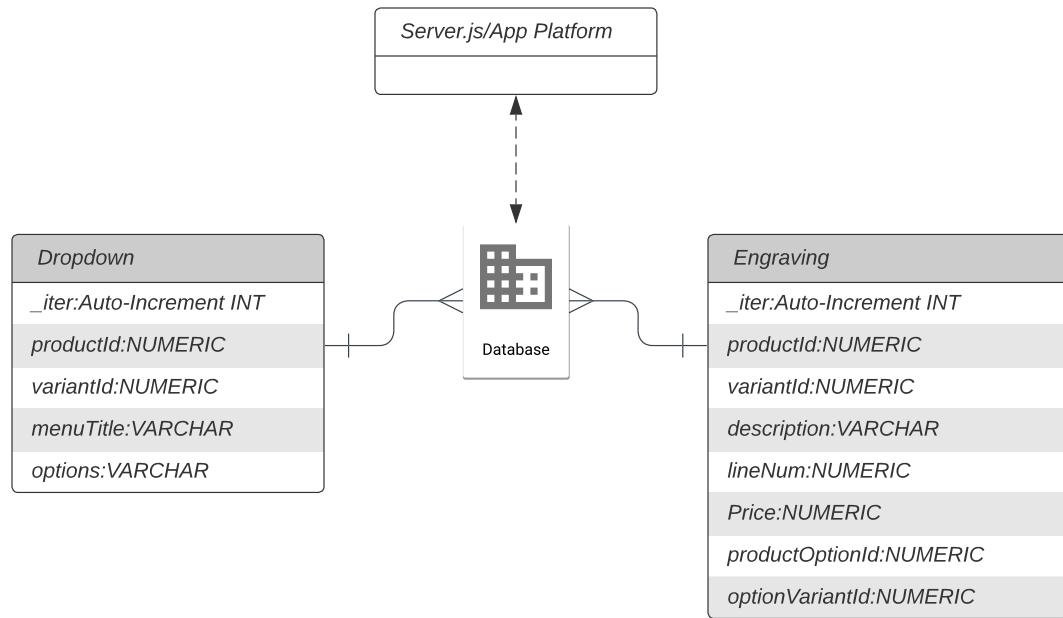 Server.js/App Platform
Dropdown
_iter:Auto-Increment INT
productId:NUMERIC
variantId:NUMERIC
menuTitle:VARCHAR
options:VARCHAR
Database
Engraving
_iter:Auto-Increment INT
productId:NUMERIC
variantId:NUMERIC
description:VARCHAR
lineNum:NUMERIC
Price:NUMERIC
productOptionId:NUMERIC
optionVariantId:NUMERIC